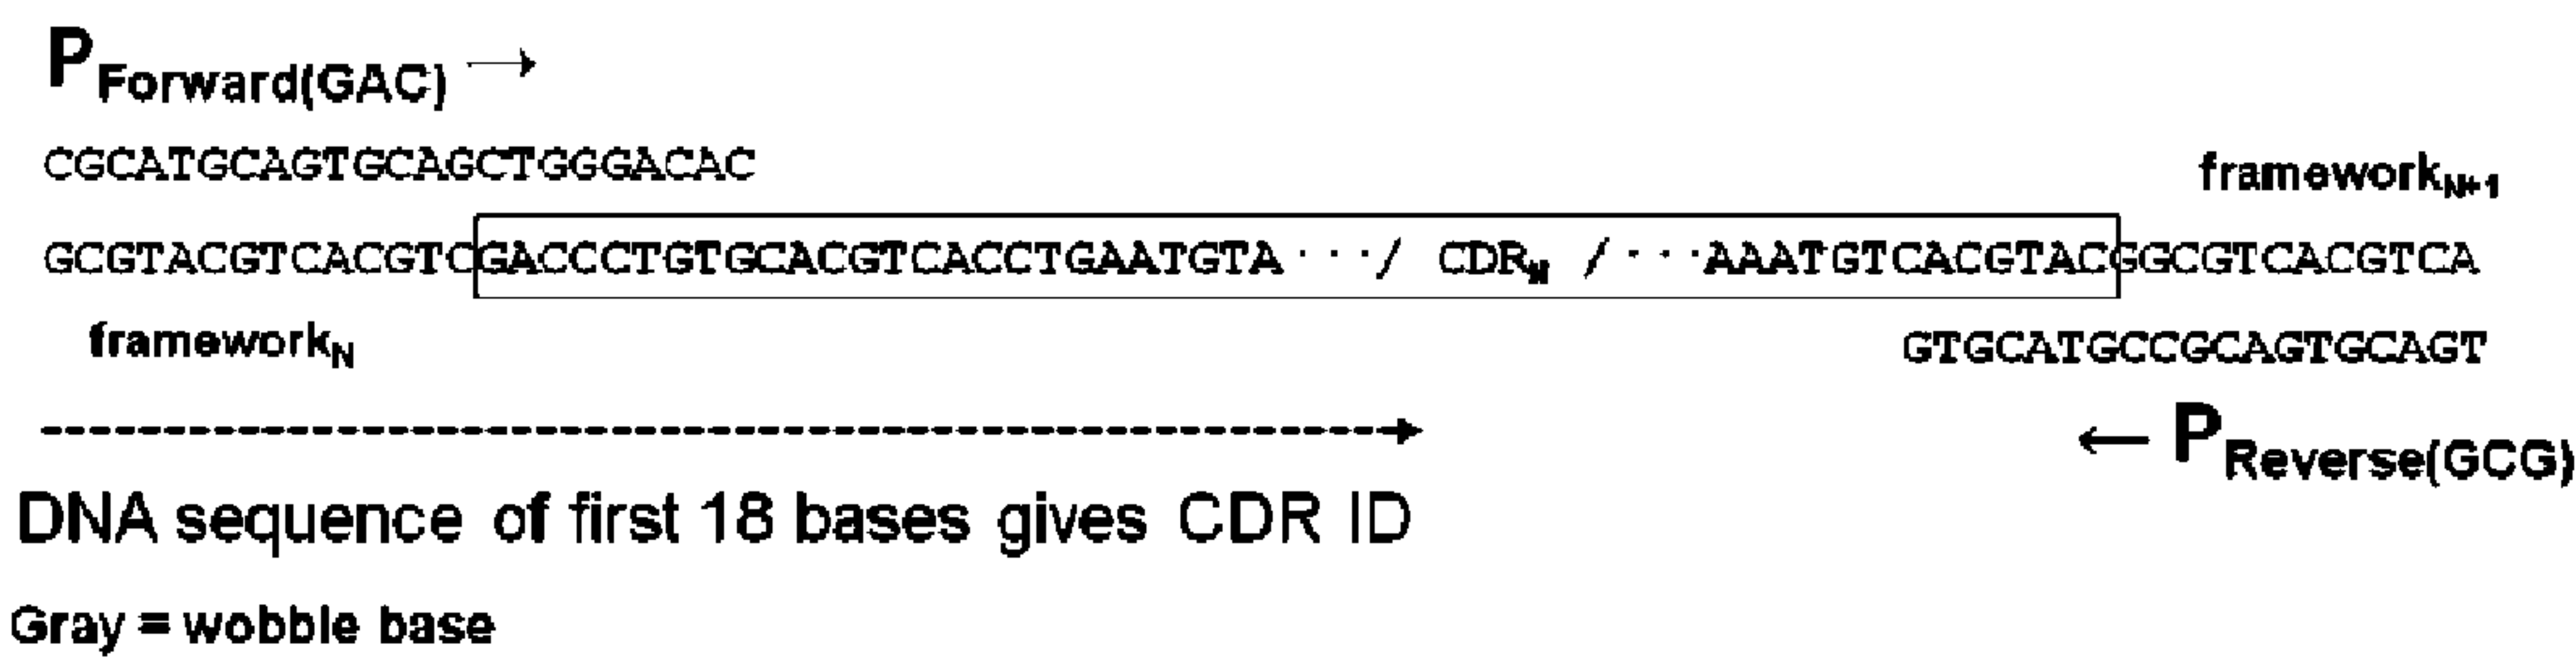 PForward(GAC) →
CGCATGCAGTGCAGCTGGGACAC
frameworkN+1
GCGTACGTCACGTCGACCCTGTGCACGTCACCTGAATGTA · · · / CDRN / · · · AAATGTCACGTACGGCGTCACGTCA
frameworkN
GTGCATGCCGCAGTGCAGT
← PReverse(GCG)
DNA sequence of first 18 bases gives CDR ID
Gray = wobble base